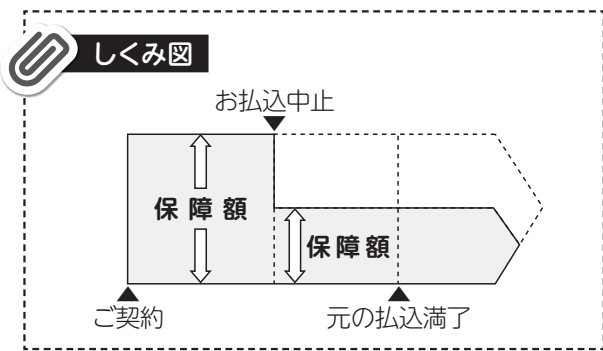 しくみ図
お払込中止
保障額
保障額
ご契約
元の払込満了